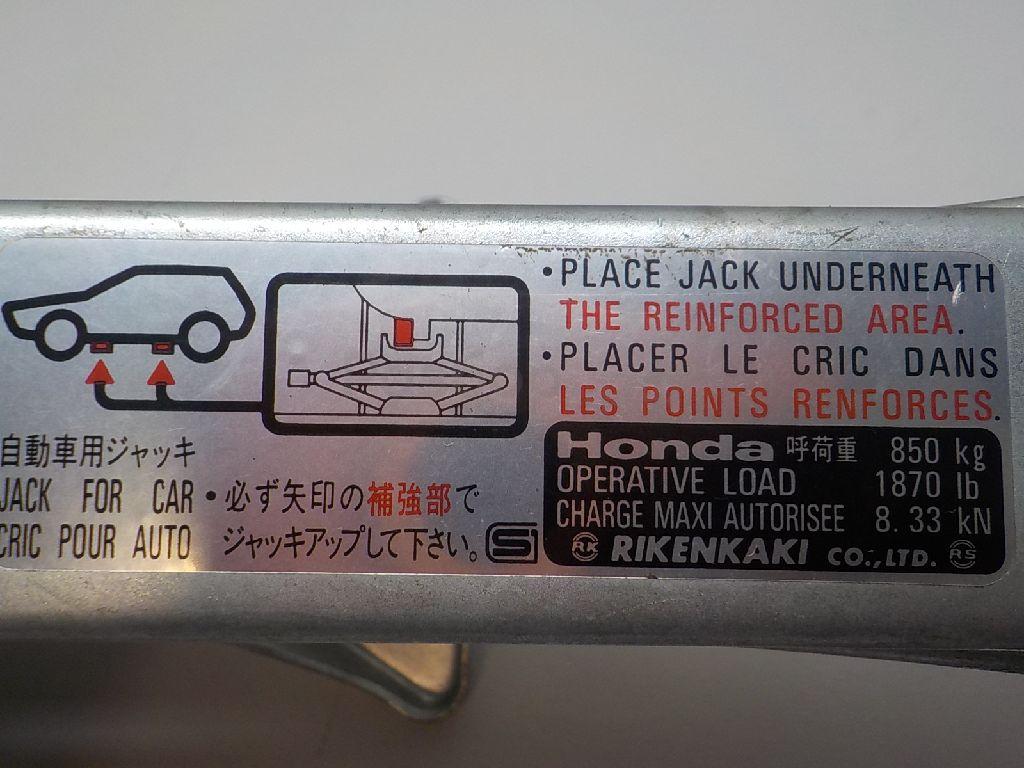 • PLACE JACK UNDERNEATH
THE REINFORCED AREA.
• PLACER LE CRIC DANS
LES POINTS RENFORCES.
自動車用ジャッキ
JACK FOR CAR
CRIC POUR AUTO
• 必ず矢印の補強部で
ジャッキアップして下さい。
Honda 呼荷重 850 kg
OPERATIVE LOAD 1870 lb
CHARGE MAXI AUTORISEE 8.33 kN
RK RIKENKAKI CO.,LTD. RS